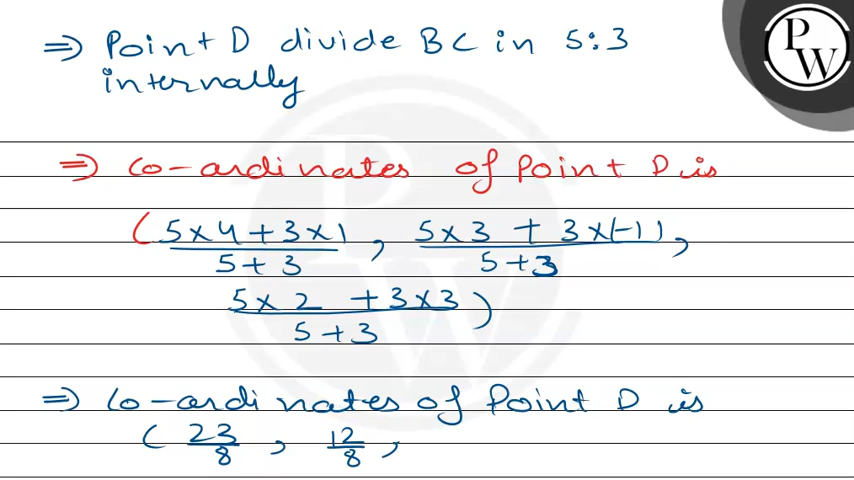 ⇒ Point D divide BC in 5:3
internally
⇒ Co-ordinates of Point D is
(5×4+3×1/5+3, 5×3+3×(-1)/5+3,
5×2+3×3/5+3)
⇒ Co-ordinates of Point D is
(23/8, 12/8,
PW